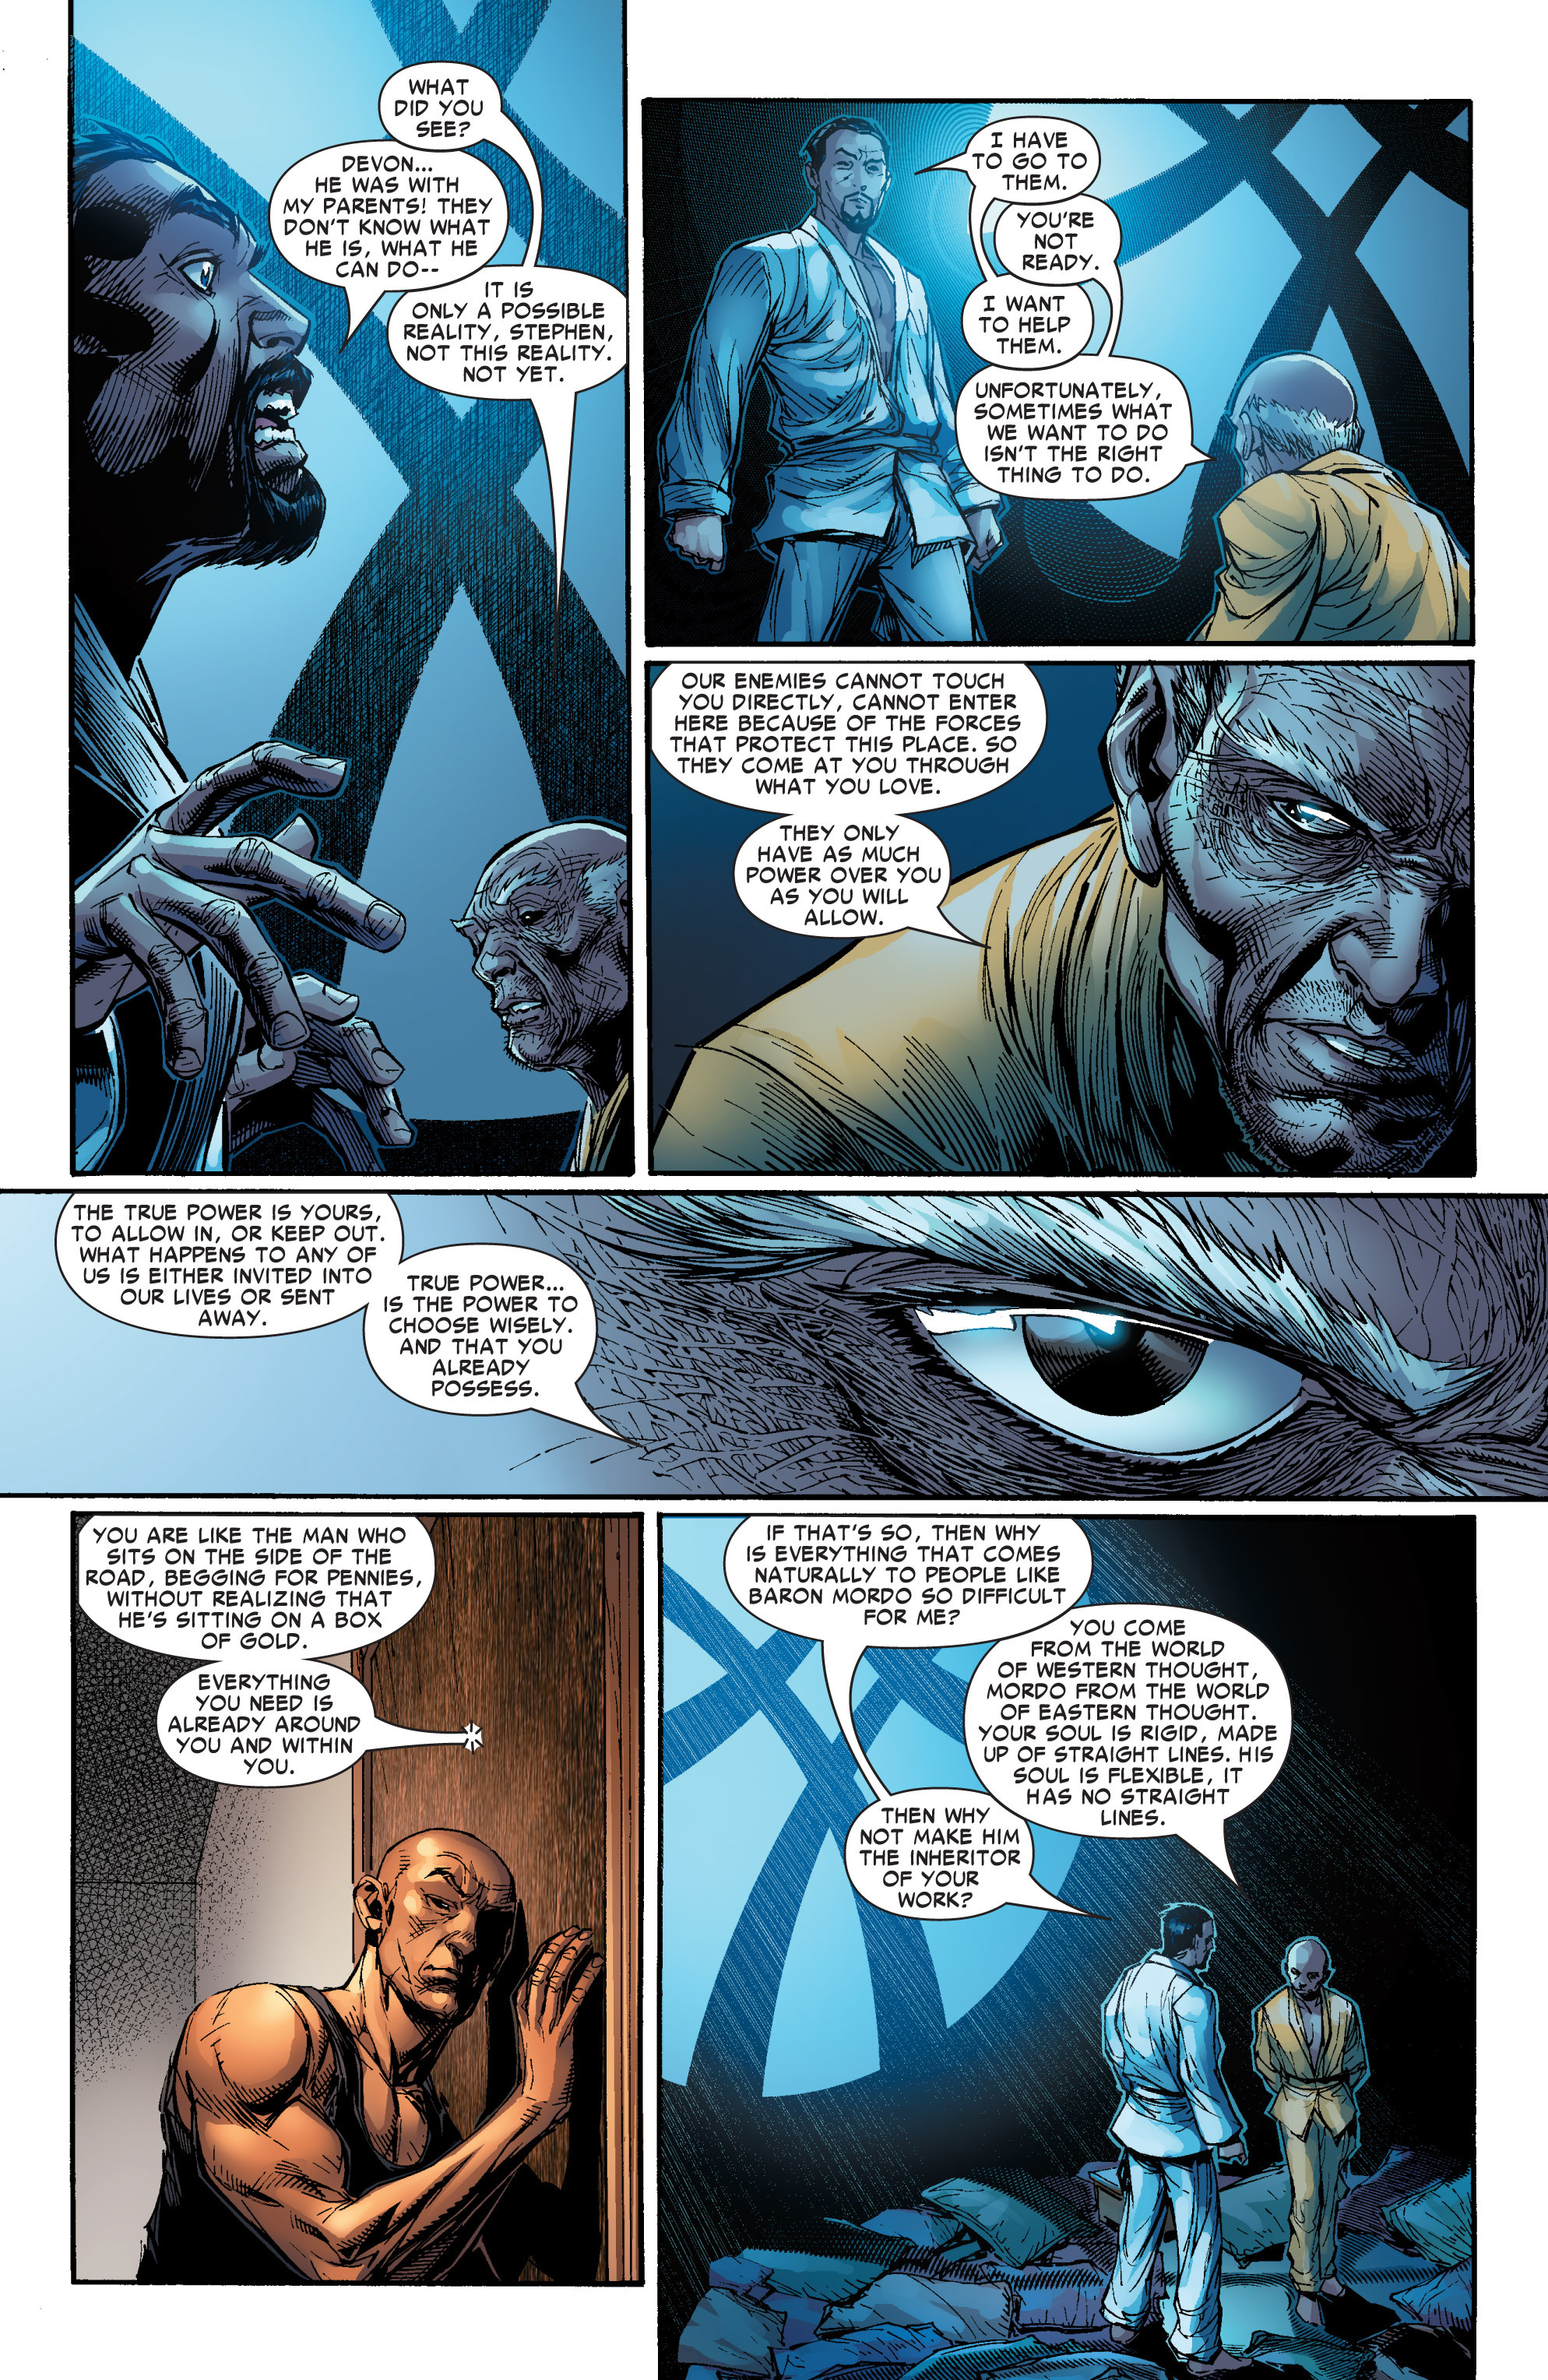 WHAT
DID YOU
SEE?
DEVON...
HE WAS WITH
MY PARENTS! THEY
DON'T KNOW WHAT
HE IS, WHAT HE
CAN DO--
IT IS
ONLY A POSSIBLE
REALITY, STEPHEN,
NOT THIS REALITY.
NOT YET.
I HAVE
TO GO TO
THEM.
YOU'RE
NOT
READY.
I WANT
TO HELP
THEM.
UNFORTUNATELY,
SOMETIMES WHAT
WE WANT TO DO
ISN'T THE RIGHT
THING TO DO.
OUR ENEMIES CANNOT TOUCH
YOU DIRECTLY, CANNOT ENTER
HERE BECAUSE OF THE FORCES
THAT PROTECT THIS PLACE. SO
THEY COME AT YOU THROUGH
WHAT YOU LOVE.
THEY ONLY
HAVE AS MUCH
POWER OVER YOU
AS YOU WILL
ALLOW.
THE TRUE POWER IS YOURS,
TO ALLOW IN, OR KEEP OUT.
WHAT HAPPENS TO ANY OF
US IS EITHER INVITED INTO
OUR LIVES OR SENT
AWAY.
TRUE POWER...
IS THE POWER TO
CHOOSE WISELY.
AND THAT YOU
ALREADY
POSSESS.
YOU ARE LIKE THE MAN WHO
SITS ON THE SIDE OF THE
ROAD, BEGGING FOR PENNIES,
WITHOUT REALIZING THAT
HE'S SITTING ON A BOX
OF GOLD.
EVERYTHING
YOU NEED IS
ALREADY AROUND
YOU AND WITHIN
YOU.
IF THAT'S SO, THEN WHY
IS EVERYTHING THAT COMES
NATURALLY TO PEOPLE LIKE
BARON MORDO SO DIFFICULT
FOR ME?
YOU COME
FROM THE WORLD
OF WESTERN THOUGHT,
MORDO FROM THE WORLD
OF EASTERN THOUGHT.
YOUR SOUL IS RIGID, MADE
UP OF STRAIGHT LINES. HIS
SOUL IS FLEXIBLE, IT
HAS NO STRAIGHT
LINES.
THEN WHY
NOT MAKE HIM
THE INHERITOR
OF YOUR
WORK?